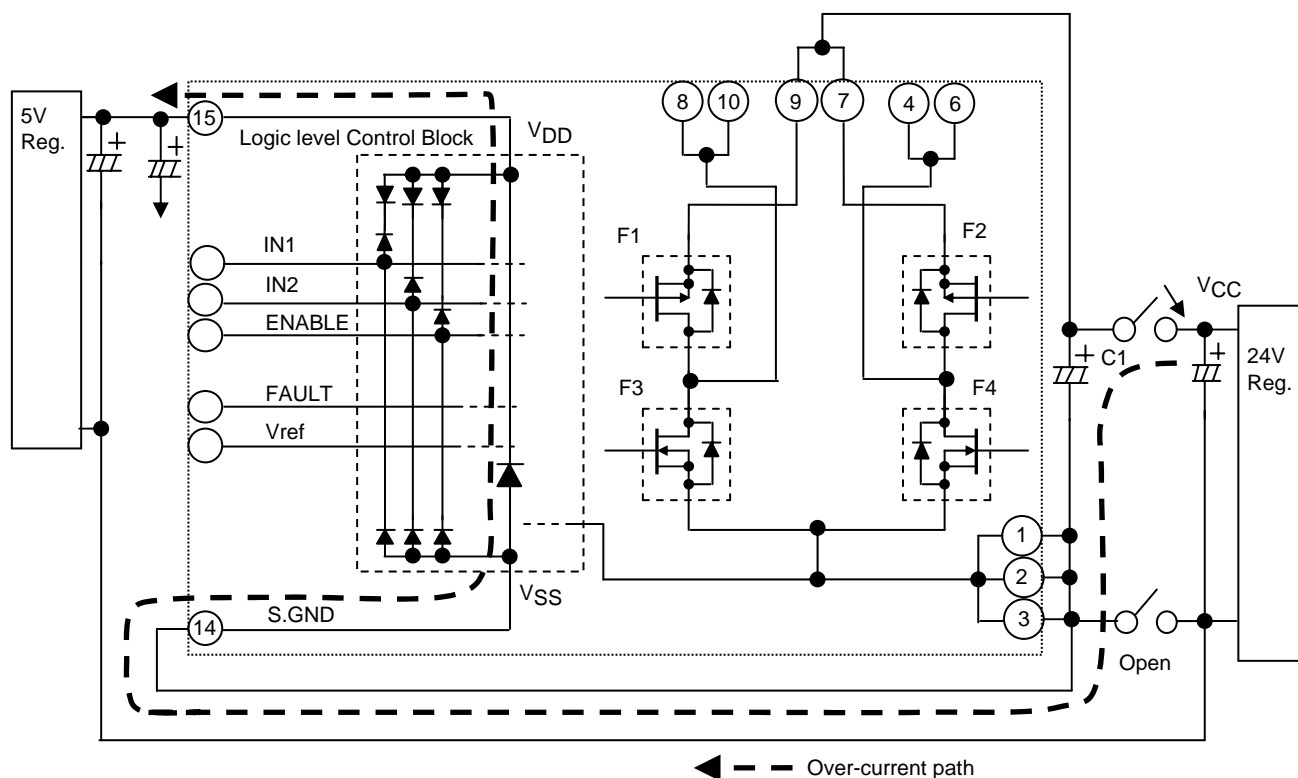 8 10 9 7 4 6
5V
Reg.
15
Logic level Control Block
VDD
+ +
IN1
IN2
ENABLE
FAULT
Vref
F1 F2
F3 F4
VCC
+ C1 +
24V
Reg.
1
2
3
VSS
14
S.GND
Open
Over-current path